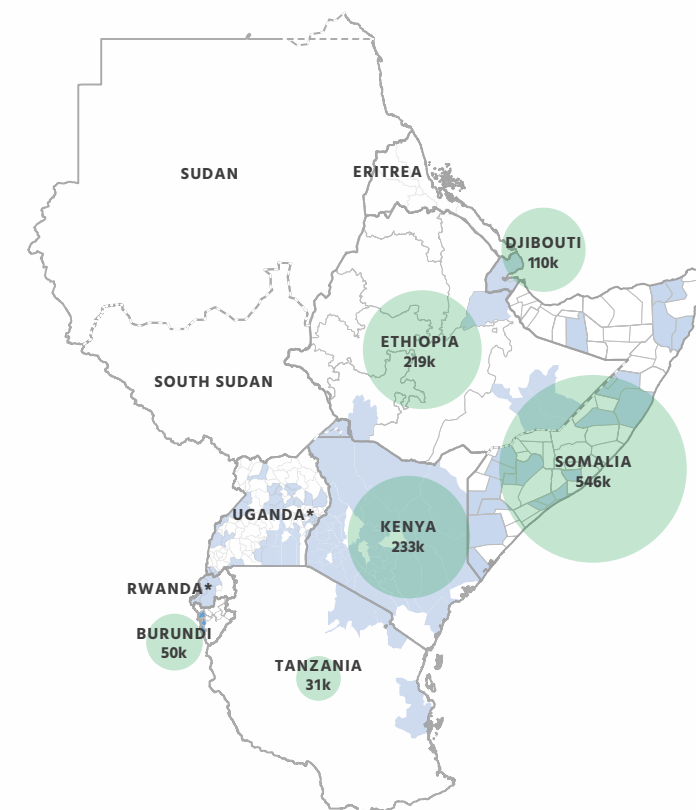 SUDAN
ERITREA
DJIBOUTI
110k
ETHIOPIA
219k
SOUTH SUDAN
SOMALIA
546k
UGANDA*
KENYA
233k
RWANDA*
BURUNDI
50k
TANZANIA
31k